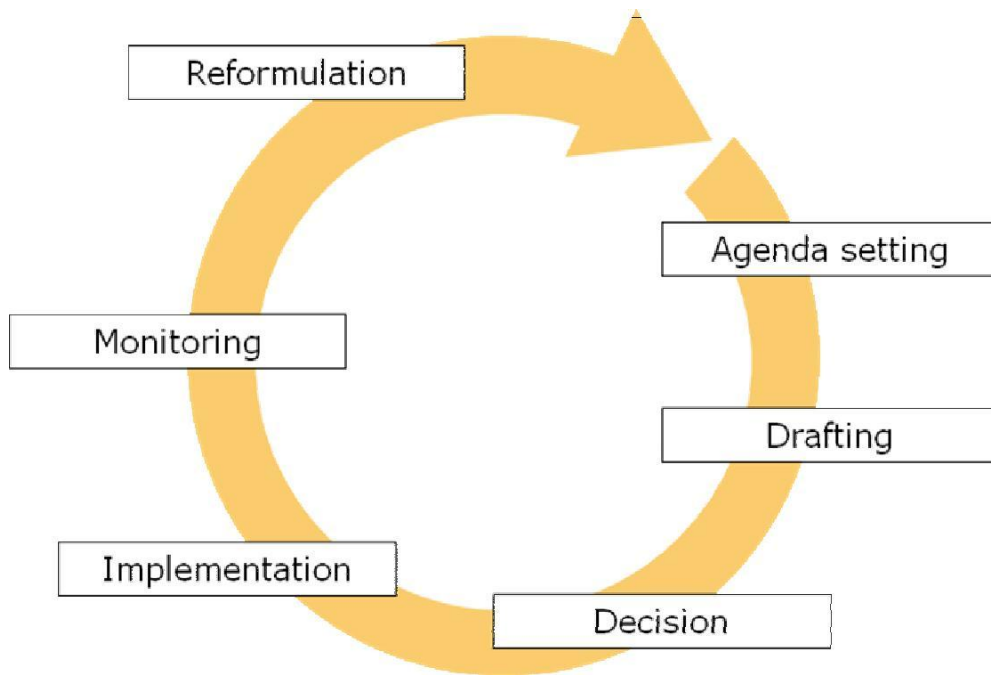 Reformulation
Agenda setting
Monitoring
Drafting
Implementation
Decision